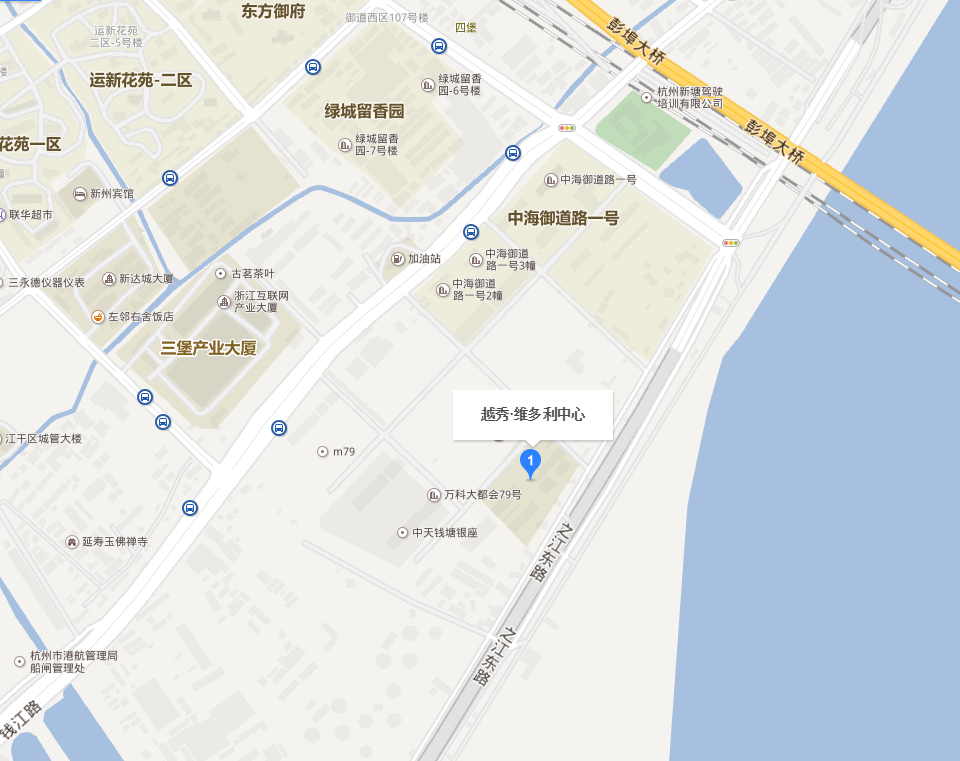 东方御府
御道西区107号楼
四堡
彭埠大桥
运新花苑
二区-5号楼
运新花苑-二区
绿城留香
园-6号楼
杭州新塘驾驶
培训有限公司
绿城留香园
彭埠大桥
花苑一区
绿城留香
园-7号楼
中海御道路一号
新州宾馆
联华超市
中海御道路一号
加油站
中海御道
路一号3幢
古茗茶叶
三永德仪器仪表
新达城大厦
中海御道
路一号2幢
浙江互联网
产业大厦
左邻右舍饭店
三堡产业大厦
越秀·维多利中心
江干区城管大楼
m79
1
万科大都会79号
中天钱塘银座
延寿玉佛禅寺
之江东路
杭州市港航管理局
船闸管理处
之江东路
钱江路